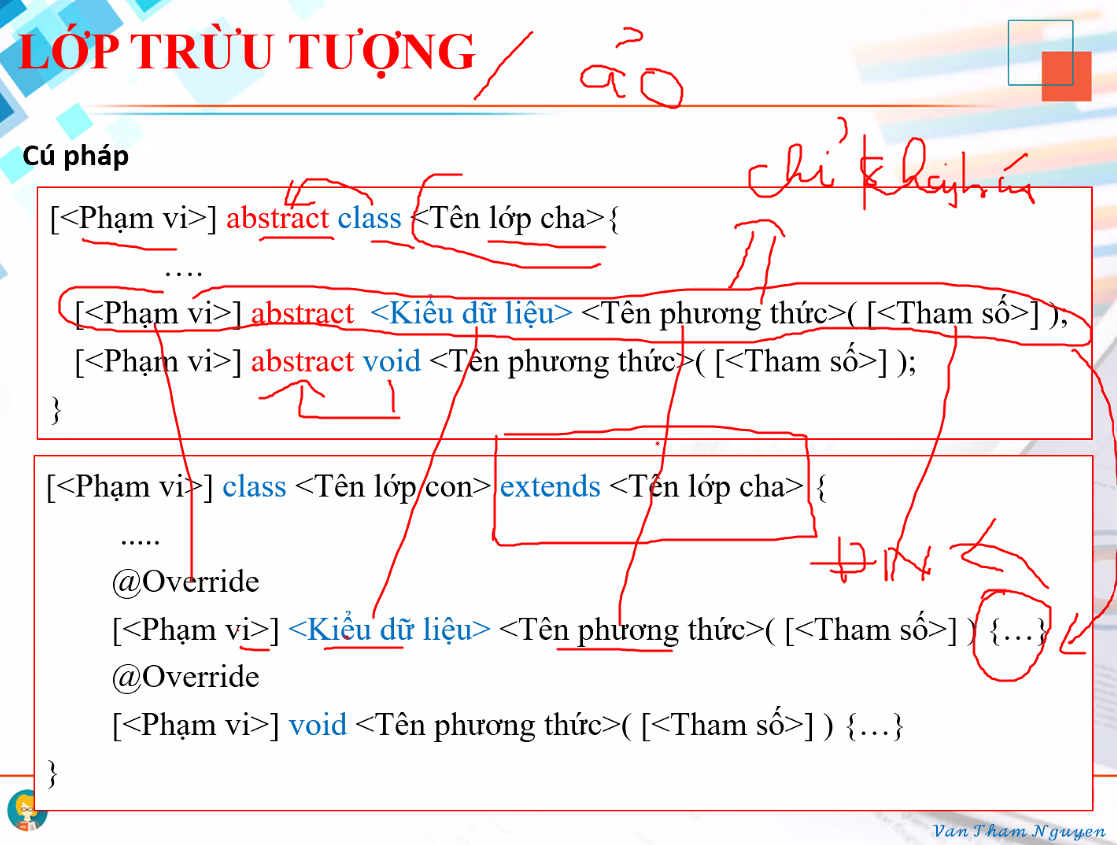 LỚP TRỪU TƯỢNG / ảo
Cú pháp
chỉ khai báo
[<Phạm vi>] abstract class <Tên lớp cha>{
….
[<Phạm vi>] abstract <Kiểu dữ liệu> <Tên phương thức>( [<Tham số>] );
[<Phạm vi>] abstract void <Tên phương thức>( [<Tham số>] );
}
[<Phạm vi>] class <Tên lớp con> extends <Tên lớp cha> {
.....
ĐN
@Override
[<Phạm vi>] <Kiểu dữ liệu> <Tên phương thức>( [<Tham số>] ) {…}
@Override
[<Phạm vi>] void <Tên phương thức>( [<Tham số>] ) {…}
}
Van Tham Nguyen